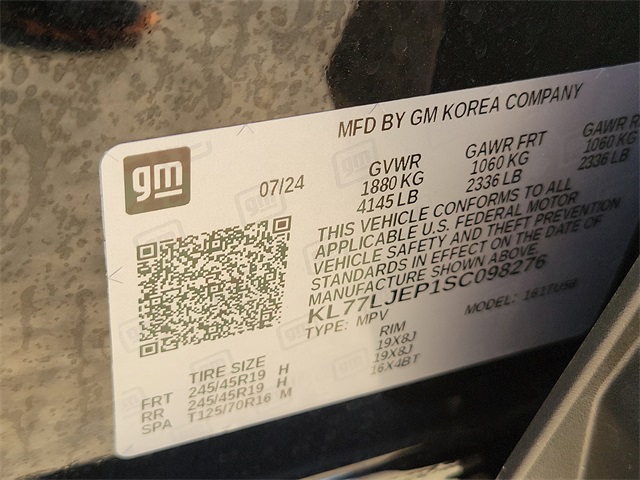 MFD BY GM KOREA COMPANY
gm
07/24
GVWR
1880 KG
4145 LB
GAWR FRT
1060 KG
2336 LB
GAWR
1060 KG
2336 LB
THIS VEHICLE CONFORMS TO ALL
APPLICABLE U.S. FEDERAL MOTOR
VEHICLE SAFETY AND THEFT PREVENTION
STANDARDS IN EFFECT ON THE DATE OF
MANUFACTURE SHOWN ABOVE.
KL77LJEP1SC098276
TYPE: MPV
MODEL:
TIRE SIZE
RIM
FRT 245/45R19 H 19X8J
RR 245/45R19 H 19X8J
SPA T125/70R16 M 16X4BT